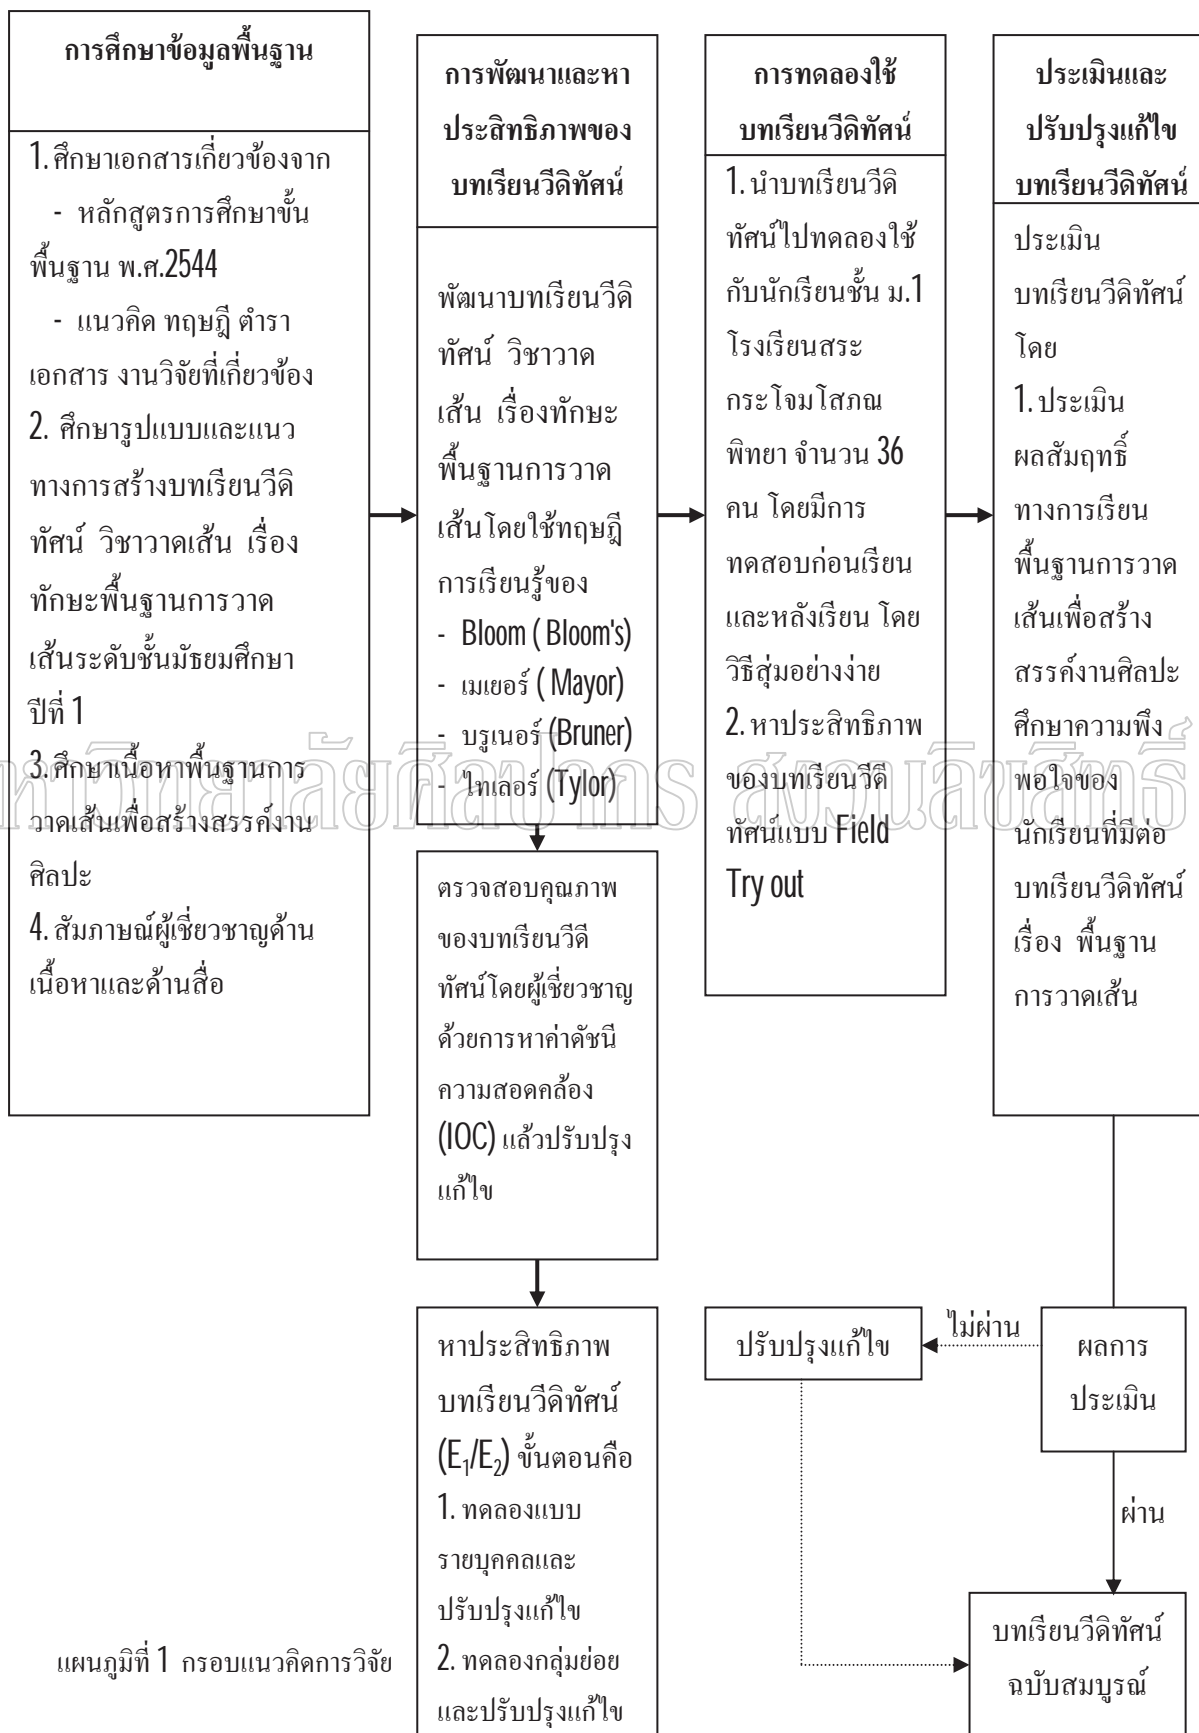 การศึกษาข้อมูลพื้นฐาน
1. ศึกษาเอกสารเกี่ยวข้องจาก
- หลักสูตรการศึกษาขั้น
พื้นฐาน พ.ศ.2544
- แนวคิด ทฤษฎี ตำรา
เอกสาร งานวิจัยที่เกี่ยวข้อง
2. ศึกษารูปแบบและแนว
ทางการสร้างบทเรียนวีดิ
ทัศน์ วิชาวาดเส้น เรื่อง
ทักษะพื้นฐานการวาด
เส้นระดับชั้นมัธยมศึกษา
ปีที่ 1
3. ศึกษาเนื้อหาพื้นฐานการ
วาดเส้นเพื่อสร้างสรรค์งาน
ศิลปะ
4. สัมภาษณ์ผู้เชี่ยวชาญด้าน
เนื้อหาและด้านสื่อ
การพัฒนาและหา
ประสิทธิภาพของ
บทเรียนวีดิทัศน์
พัฒนาบทเรียนวีดิ
ทัศน์ วิชาวาด
เส้น เรื่องทักษะ
พื้นฐานการวาด
เส้นโดยใช้ทฤษฎี
การเรียนรู้ของ
- Bloom ( Bloom's)
- เมเยอร์ ( Mayor)
- บรูเนอร์ (Bruner)
- ไทเลอร์ (Tylor)
ตรวจสอบคุณภาพ
ของบทเรียนวีดี
ทัศน์โดยผู้เชี่ยวชาญ
ด้วยการหาค่าดัชนี
ความสอดคล้อง
(IOC) แล้วปรับปรุง
แก้ไข
หาประสิทธิภาพ
บทเรียนวีดิทัศน์
(E1/E2) ขั้นตอนคือ
1. ทดลองแบบ
รายบุคคลและ
ปรับปรุงแก้ไข
2. ทดลองกลุ่มย่อย
และปรับปรุงแก้ไข
การทดลองใช้
บทเรียนวีดิทัศน์
1. นำบทเรียนวีดิ
ทัศน์ไปทดลองใช้
กับนักเรียนชั้น ม.1
โรงเรียนสระ
กระโจมโสภณ
พิทยา จำนวน 36
คน โดยมีการ
ทดสอบก่อนเรียน
และหลังเรียน โดย
วิธีสุ่มอย่างง่าย
2. หาประสิทธิภาพ
ของบทเรียนวีดี
ทัศน์แบบ Field
Try out
ประเมินและ
ปรับปรุงแก้ไข
บทเรียนวีดิทัศน์
ประเมิน
บทเรียนวีดิทัศน์
โดย
1. ประเมิน
ผลสัมฤทธิ์
ทางการเรียน
พื้นฐานการวาด
เส้นเพื่อสร้าง
สรรค์งานศิลปะ
ศึกษาความพึง
พอใจของ
นักเรียนที่มีต่อ
บทเรียนวีดิทัศน์
เรื่อง พื้นฐาน
การวาดเส้น
ปรับปรุงแก้ไข
ไม่ผ่าน
ผลการ
ประเมิน
ผ่าน
บทเรียนวีดิทัศน์
ฉบับสมบูรณ์
แผนภูมิที่ 1 กรอบแนวคิดการวิจัย
หาวิทยาลัยศิลปากร สงวนลิขสิทธิ์